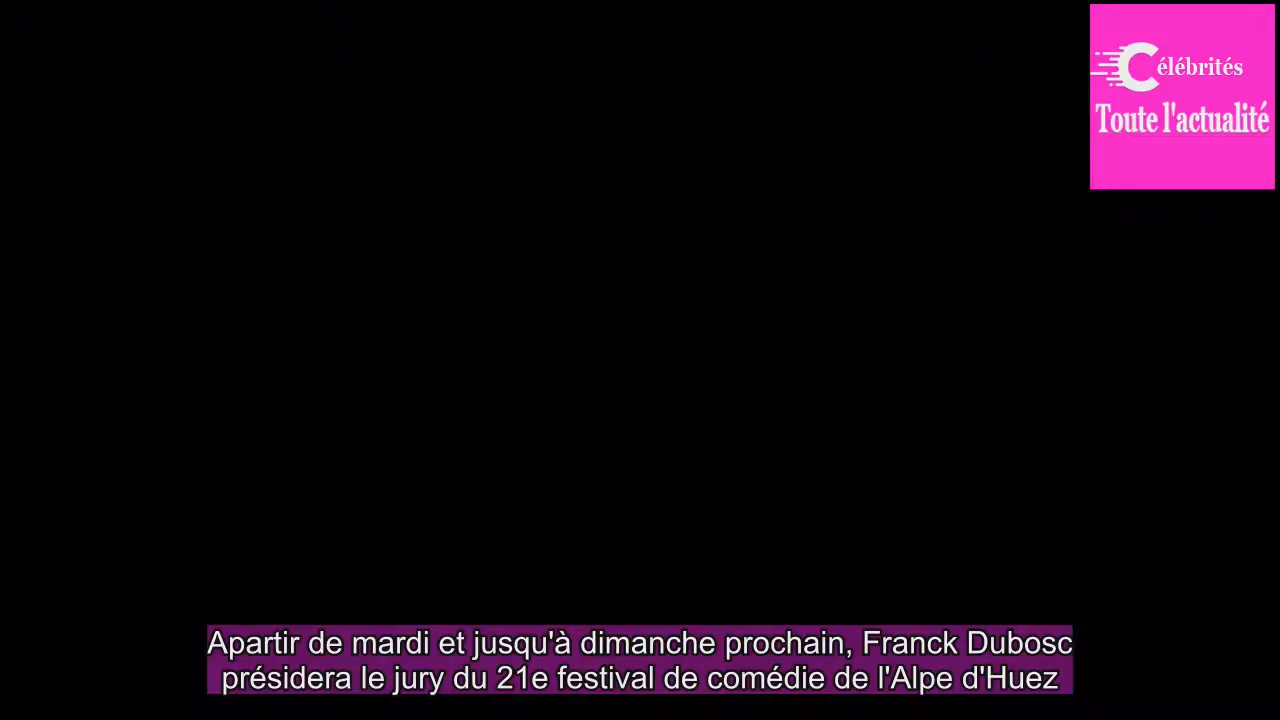 Célébrités
Toute l'actualité
Apartir de mardi et jusqu'à dimanche prochain, Franck Dubosc
présidera le jury du 21e festival de comédie de l'Alpe d'Huez